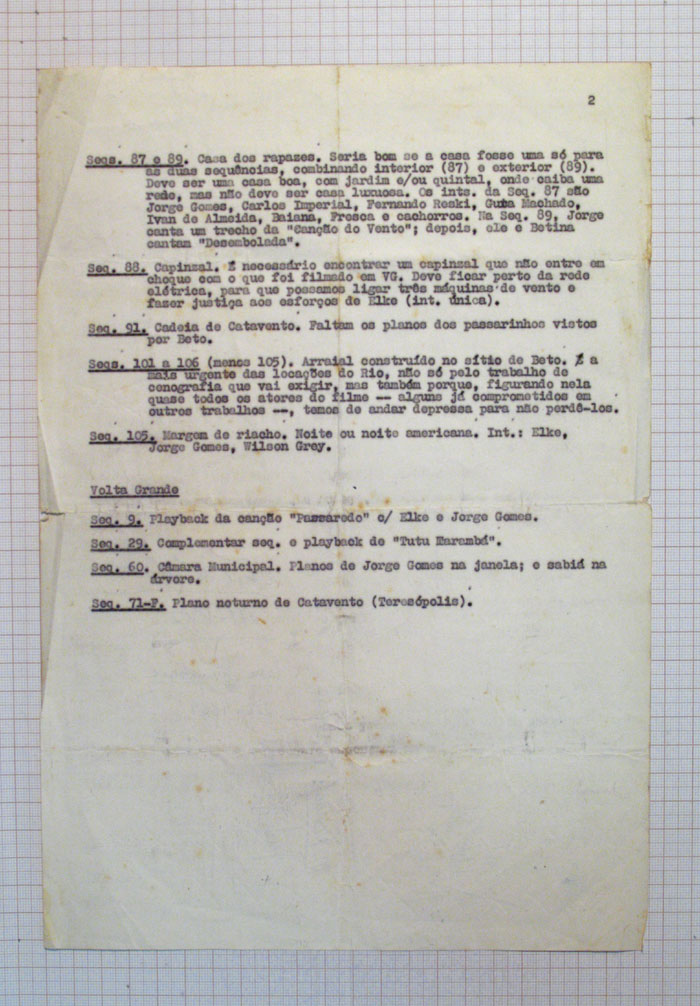 2
Seqs. 87 e 89. Casa dos rapazes. Seria bom se a casa fosse uma só para
as duas sequências, combinando interior (87) e exterior (89).
Deve ser uma casa boa, com jardim e/ou quintal, onde caiba uma
rede, mas não deve ser casa luxuosa. Os ints. da Seq. 87 são
Jorge Gomes, Carlos Imperial, Fernando Reski, Guta Machado,
Ivan de Almeida, Baiana, Fresca e cachorros. Na Seq. 89, Jorge
canta um trecho da "Canção do Vento"; depois, ele e Betina
cantam "Desembolada".
Seq. 88. Capinzal. É necessário encontrar um capinzal que não entre em
choque com o que foi filmado em VG. Deve ficar perto da rede
elétrica, para que possamos ligar três máquinas de vento e
fazer justiça aos esforços de Elke (int. única).
Seq. 91. Cadeia de Catavento. Faltam os planos dos passarinhos vistos
por Beto.
Seqs. 101 a 106 (menos 105). Arraial construído no sítio de Beto. É a
mais urgente das locações do Rio, não só pelo trabalho de
cenografia que vai exigir, mas também porque, figurando nela
quase todos os atores do filme -- alguns já comprometidos em
outros trabalhos --, temos de andar depressa para não perdê-los.
Seq. 105. Margem de riacho. Noite ou noite americana. Int.: Elke,
Jorge Gomes, Wilson Grey.
Volta Grande
Seq. 9. Playback da canção "Passaredo" c/ Elke e Jorge Gomes.
Seq. 29. Complementar seq. e playback de "Tutu Marambá".
Seq. 60. Câmara Municipal. Planos de Jorge Gomes na janela; e sabiá na
árvore.
Seq. 71-F. Plano noturno de Catavento (Teresópolis).